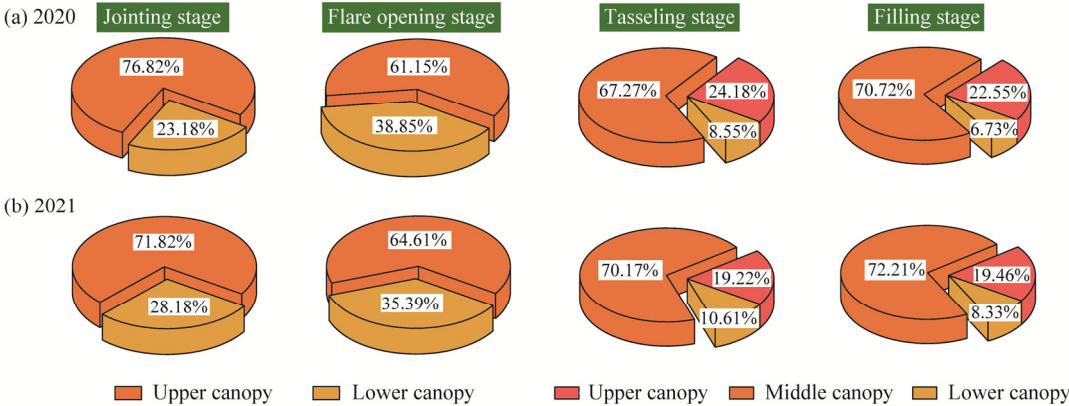 (a) 2020
Jointing stage
Flare opening stage
Tasseling stage
Filling stage
76.82%
23.18%
61.15%
38.85%
67.27%
24.18%
8.55%
70.72%
22.55%
6.73%
(b) 2021
71.82%
28.18%
64.61%
35.39%
70.17%
19.22%
10.61%
72.21%
19.46%
8.33%
Upper canopy
Lower canopy
Upper canopy
Middle canopy
Lower canopy